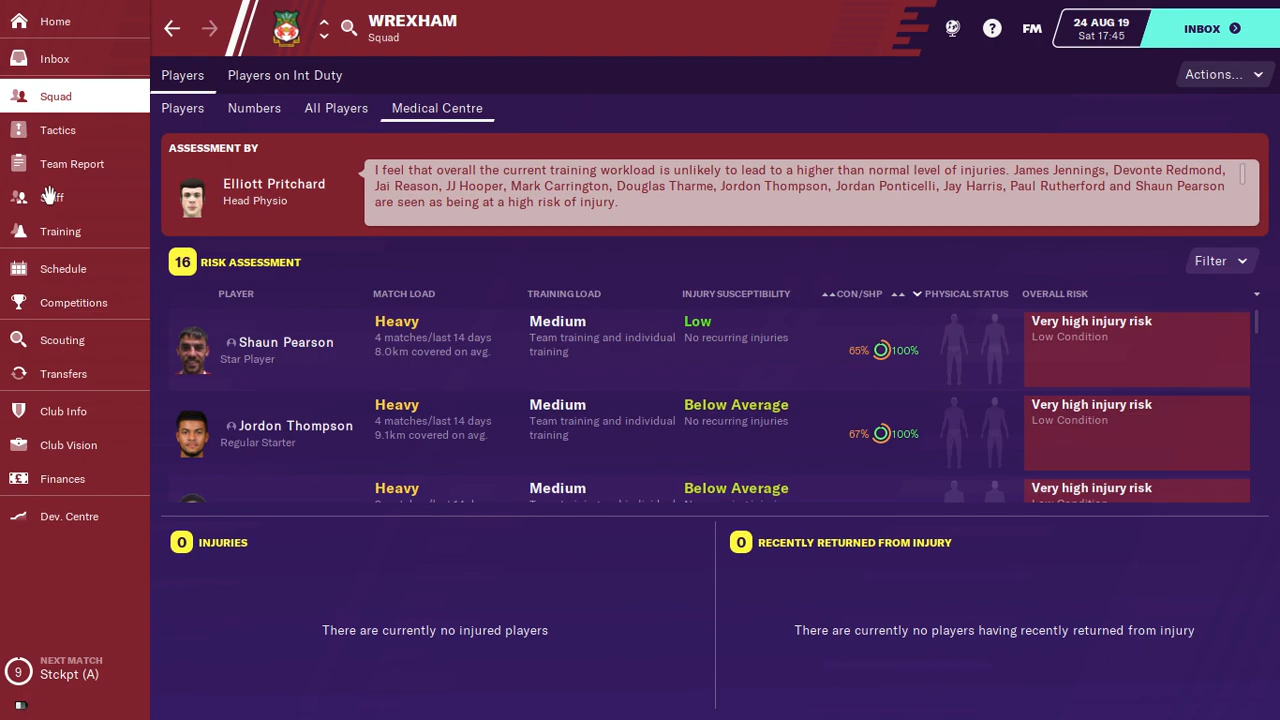 Home
Inbox
Squad
Tactics
Team Report
Training
Schedule
Competitions
Scouting
Transfers
Club Info
Club Vision
Finances
Dev. Centre
9
NEXT MATCH
Stckpt (A)
WREXHAM
Squad
?
FM
24 AUG 19
Sat 17:45
INBOX
Players
Players on Int Duty
Actions...
Players
Numbers
All Players
Medical Centre
ASSESSMENT BY
Elliott Pritchard
Head Physio
I feel that overall the current training workload is unlikely to lead to a higher than normal level of injuries. James Jennings, Devonte Redmond,
Jai Reason, JJ Hooper, Mark Carrington, Douglas Tharme, Jordon Thompson, Jordan Ponticelli, Jay Harris, Paul Rutherford and Shaun Pearson
are seen as being at a high risk of injury.
16 RISK ASSESSMENT
Filter
PLAYER
MATCH LOAD
TRAINING LOAD
INJURY SUSCEPTIBILITY
CON/SHP
PHYSICAL STATUS
OVERALL RISK
Shaun Pearson
Star Player
Heavy
4 matches/last 14 days
8.0km covered on avg.
Medium
Team training and individual
training
Low
No recurring injuries
65%
100%
Very high injury risk
Low Condition
Jordon Thompson
Regular Starter
Heavy
4 matches/last 14 days
9.1km covered on avg.
Medium
Team training and individual
training
Below Average
No recurring injuries
67%
100%
Very high injury risk
Low Condition
Heavy
Medium
Below Average
Very high injury risk
0 INJURIES
There are currently no injured players
0 RECENTLY RETURNED FROM INJURY
There are currently no players having recently returned from injury